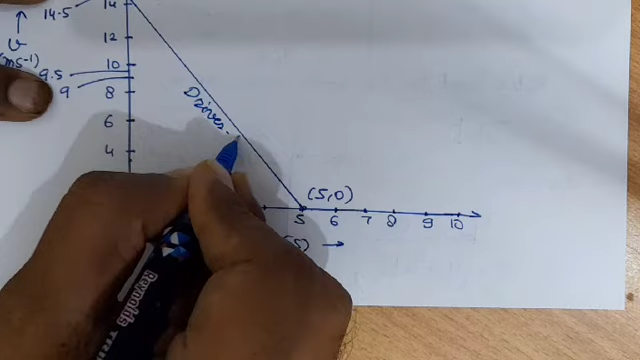 14
14.5
12
v
(ms-1)
10
9.5
9
8
6
4
Driver
(5,0)
5 6 7 8 9 10
(s) →
Reynolds
TRI